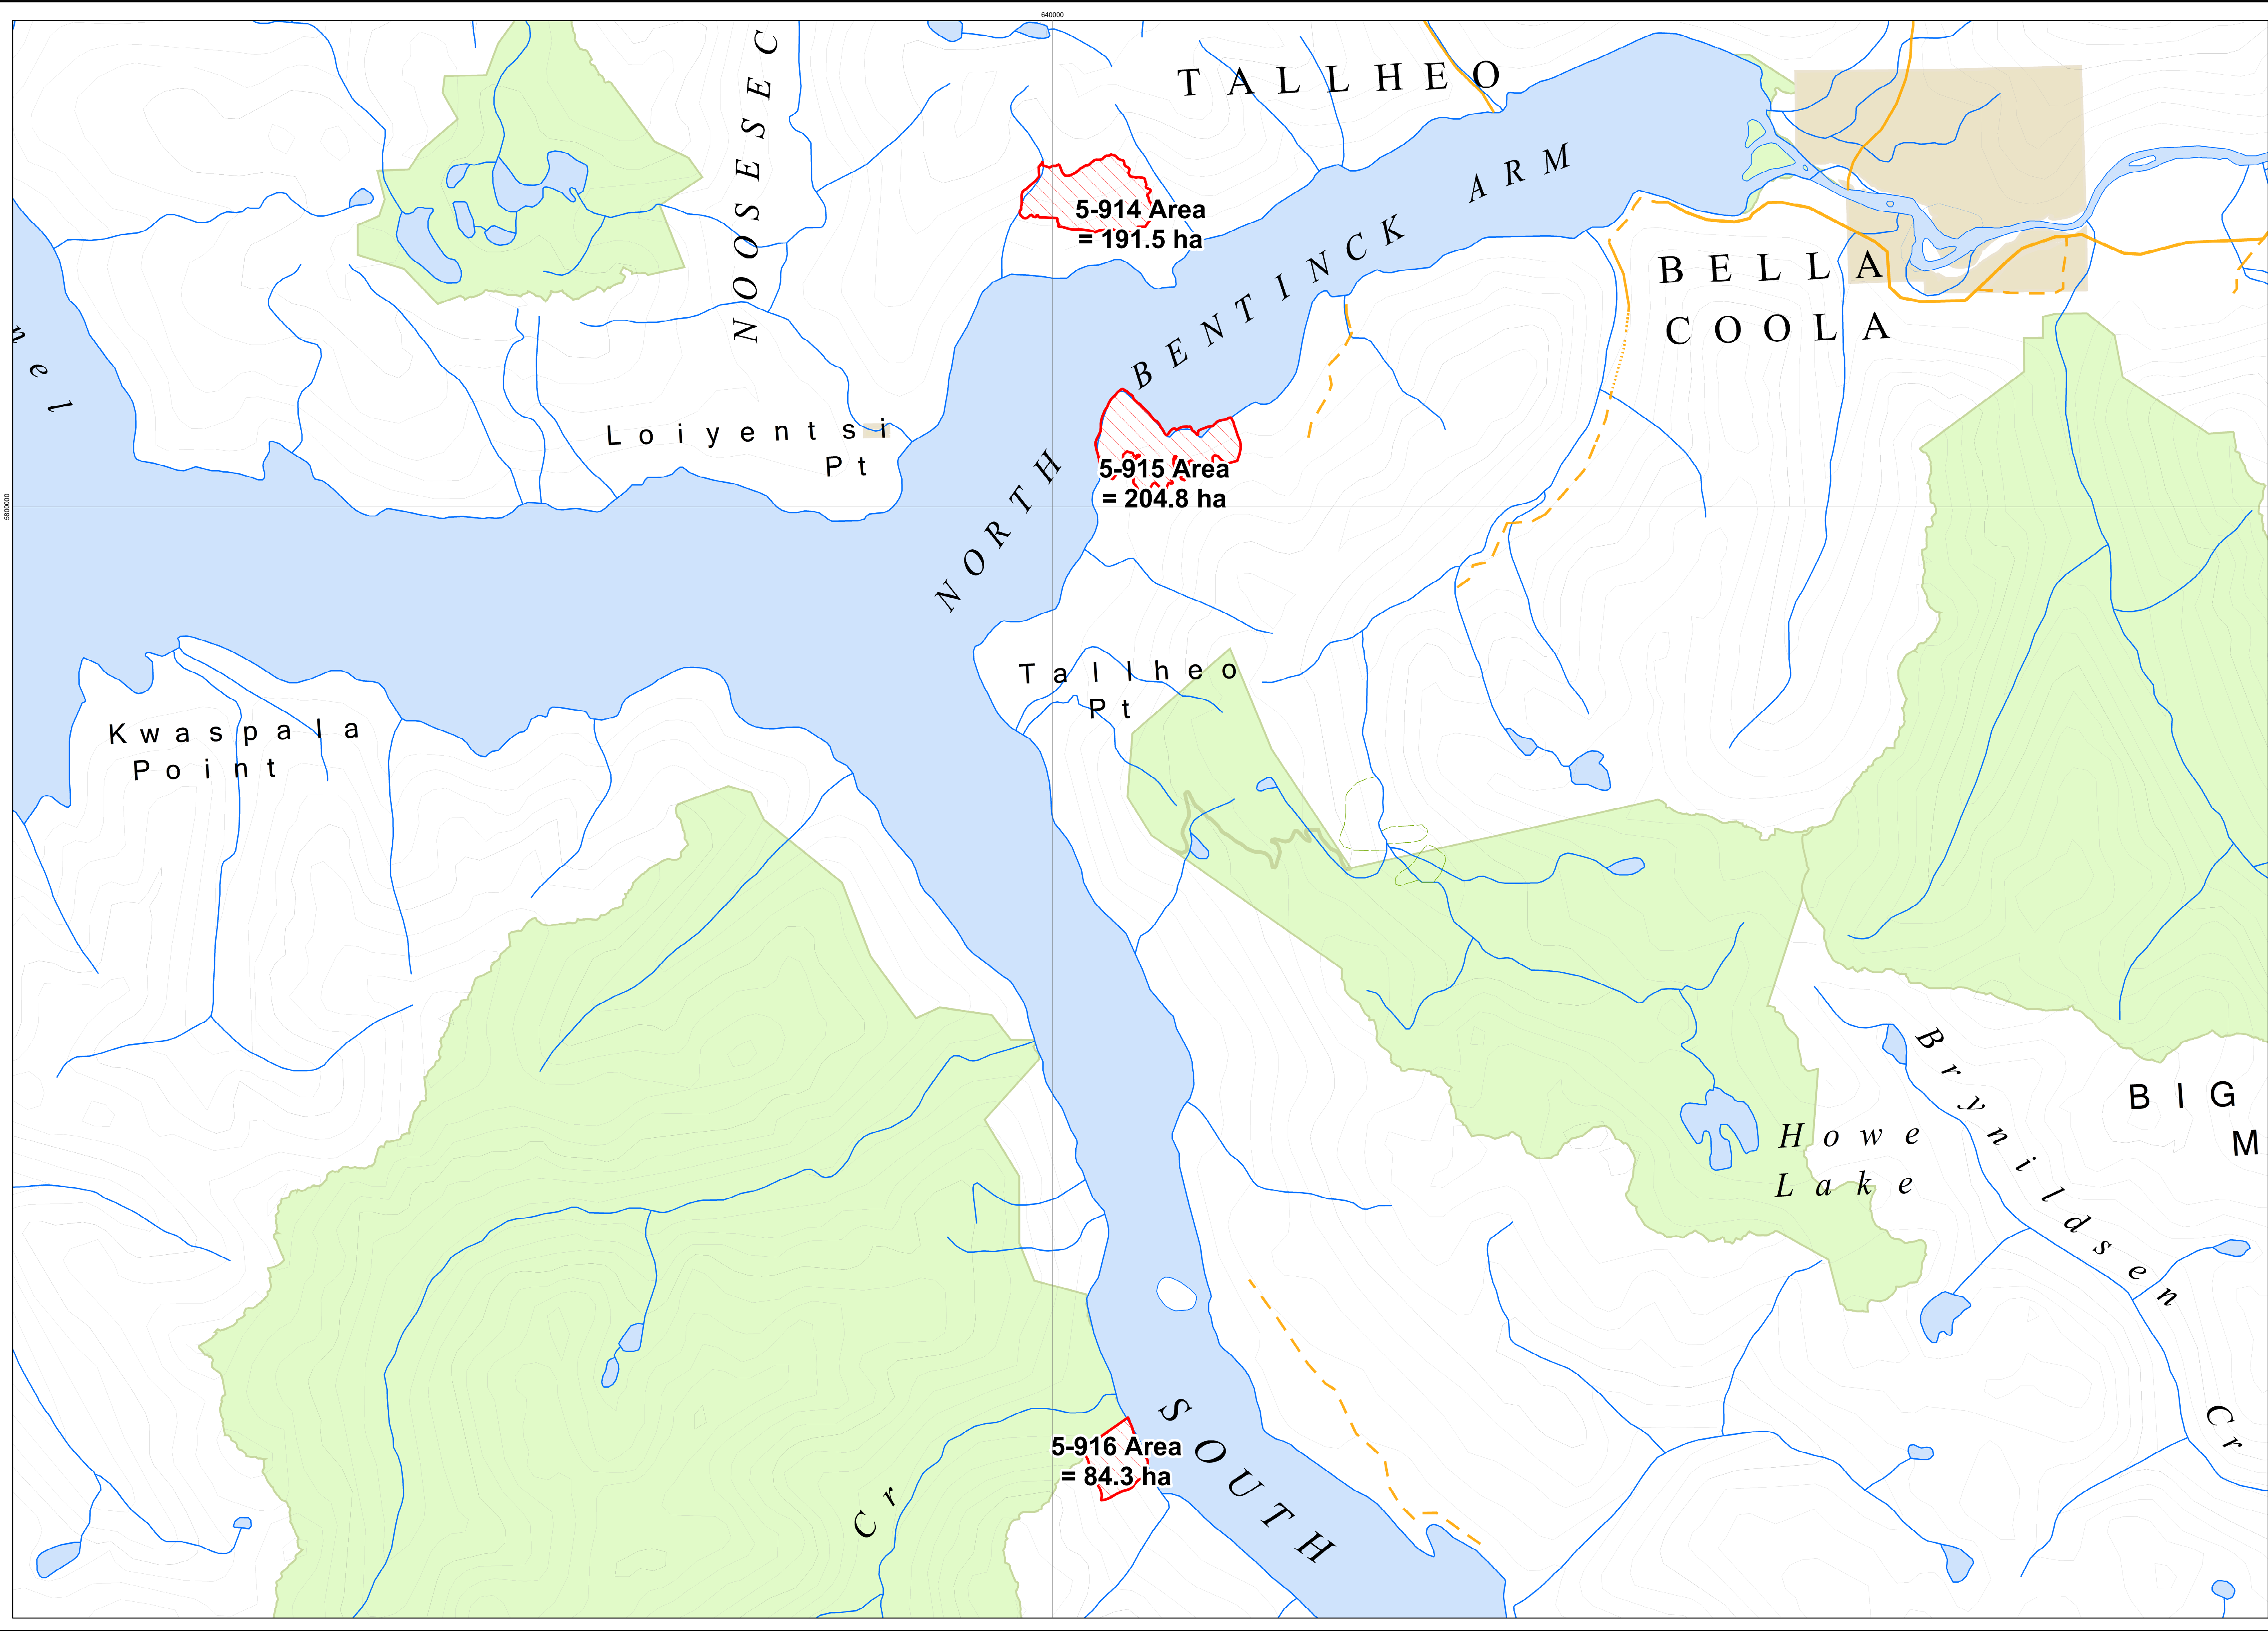 640000
5800000
TALLHEO
NOOSESEC
nel
5-914 Area
= 191.5 ha
NORTH BENTINCK ARM
BELLA
COOLA
Loiyentsi
Pt
5-915 Area
= 204.8 ha
Tallheo
Pt
Kwaspala
Point
Howe
Lake
Brynildsen Cr
BIG
M
5-916 Area
= 84.3 ha
SOUTH
Cr